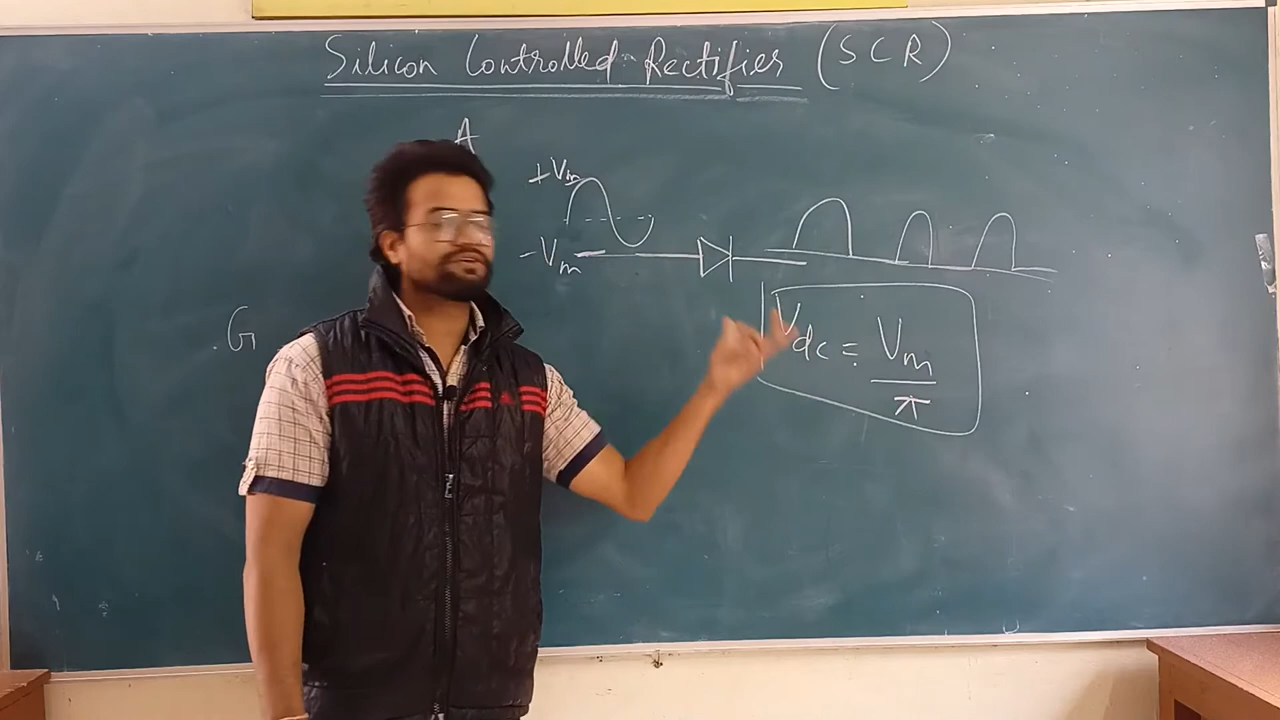 Silicon Controlled Rectifier (SCR)
A
+Vm
-Vm
G
Vdc = Vm/π